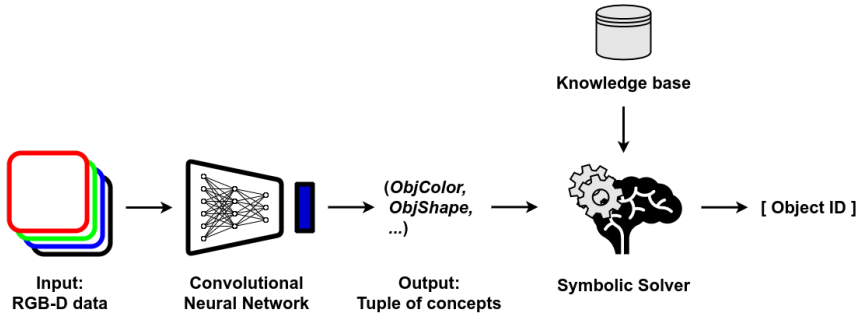 Knowledge base
(ObjColor,
ObjShape,
...)
[ Object ID ]
Input:
RGB-D data
Convolutional
Neural Network
Output:
Tuple of concepts
Symbolic Solver